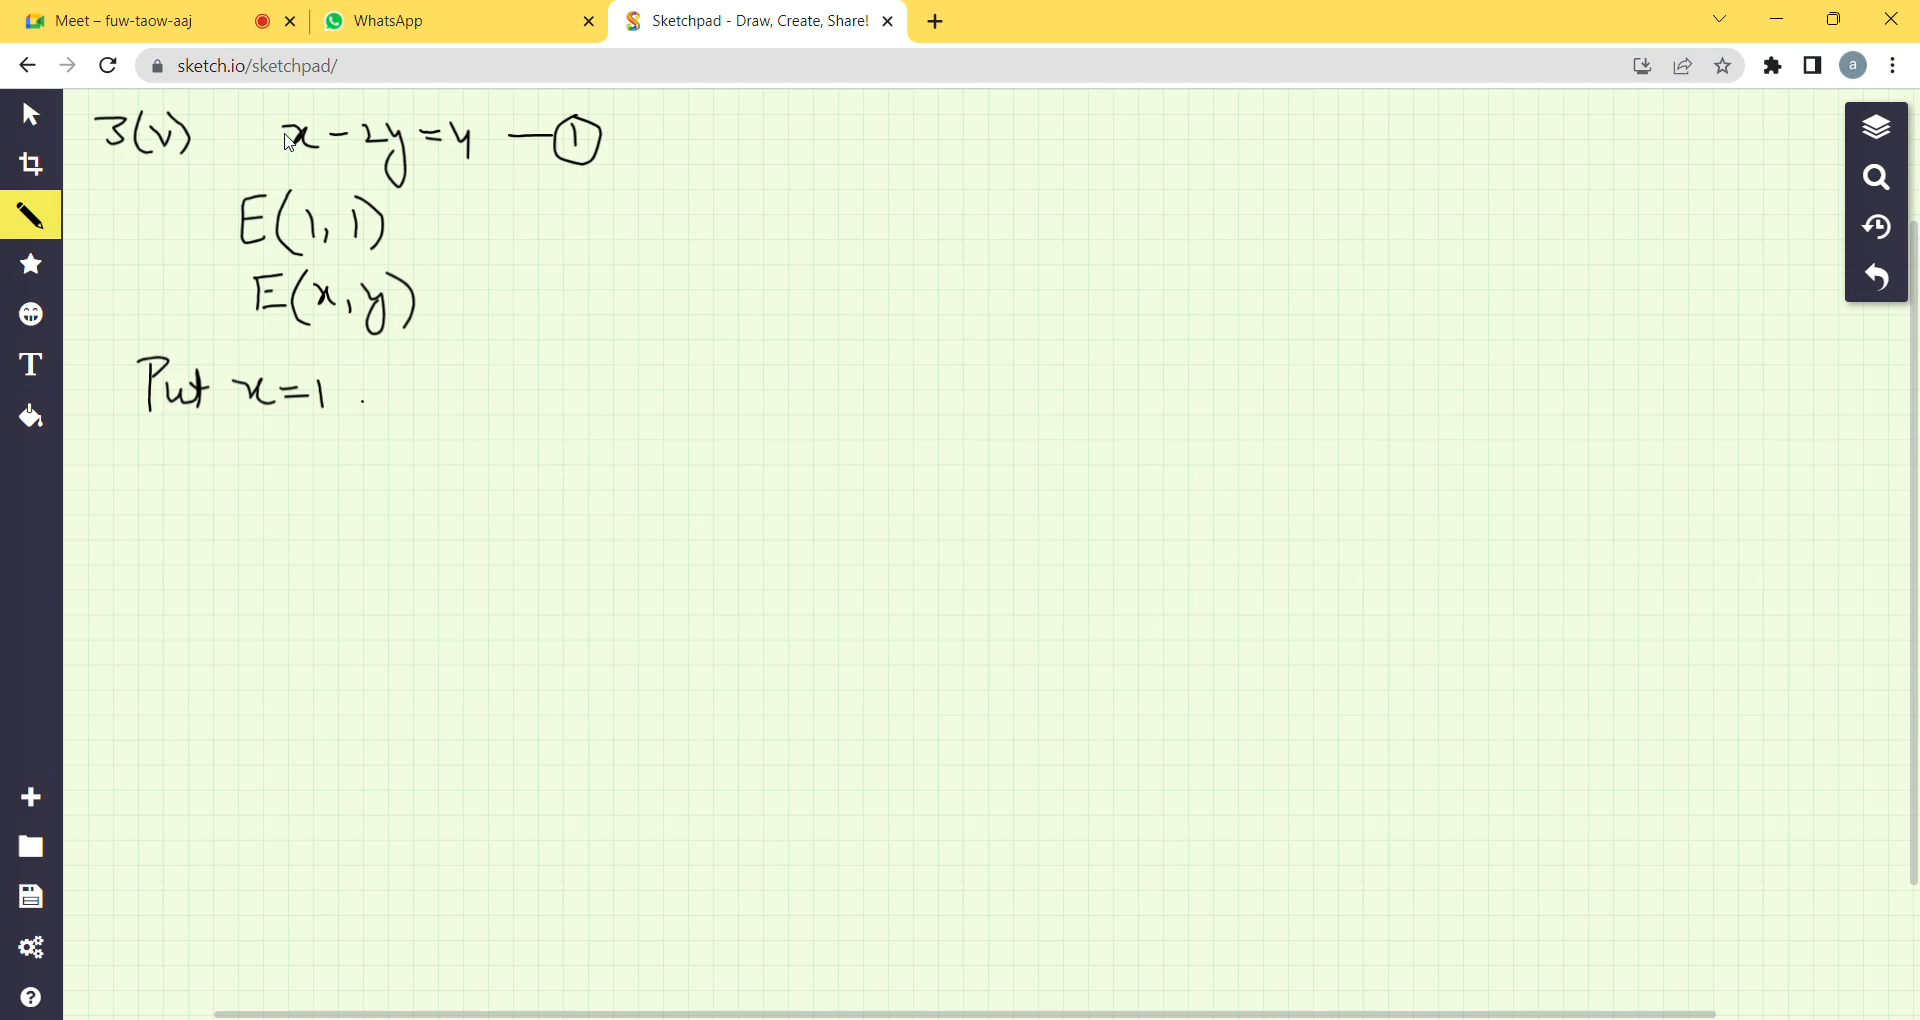 Meet – fuw-taow-aaj
WhatsApp
Sketchpad - Draw, Create, Share!
sketch.io/sketchpad/
a
3(v) x - 2y = 4 — ①
E(1, 1)
E(x, y)
Put x = 1 .
T